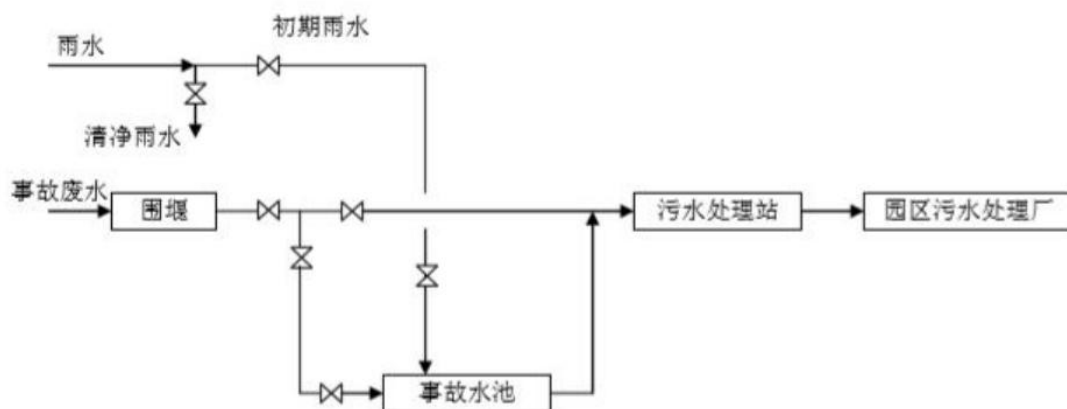 初期雨水
雨水
清净雨水
事故废水
围堰
污水处理站
园区污水处理厂
事故水池